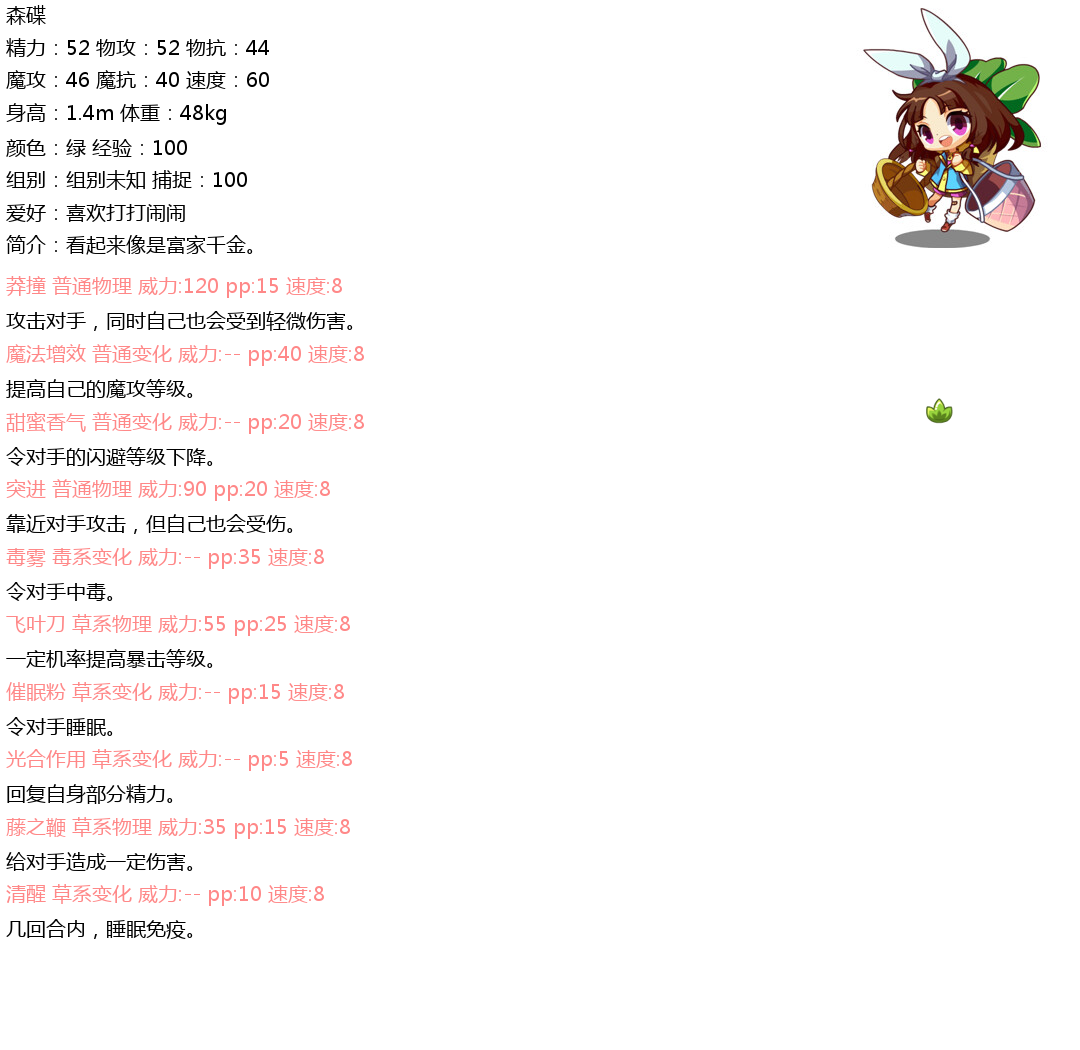 森碟
精力：52 物攻：52 物抗：44
魔攻：46 魔抗：40 速度：60
身高：1.4m 体重：48kg
颜色：绿 经验：100
组别：组别未知 捕捉：100
爱好：喜欢打打闹闹
简介：看起来像是富家千金。
莽撞 普通物理 威力:120 pp:15 速度:8
攻击对手，同时自己也会受到轻微伤害。
魔法增效 普通变化 威力:-- pp:40 速度:8
提高自己的魔攻等级。
甜蜜香气 普通变化 威力:-- pp:20 速度:8
令对手的闪避等级下降。
突进 普通物理 威力:90 pp:20 速度:8
靠近对手攻击，但自己也会受伤。
毒雾 毒系变化 威力:-- pp:35 速度:8
令对手中毒。
飞叶刀 草系物理 威力:55 pp:25 速度:8
一定机率提高暴击等级。
催眠粉 草系变化 威力:-- pp:15 速度:8
令对手睡眠。
光合作用 草系变化 威力:-- pp:5 速度:8
回复自身部分精力。
藤之鞭 草系物理 威力:35 pp:15 速度:8
给对手造成一定伤害。
清醒 草系变化 威力:-- pp:10 速度:8
几回合内，睡眠免疫。